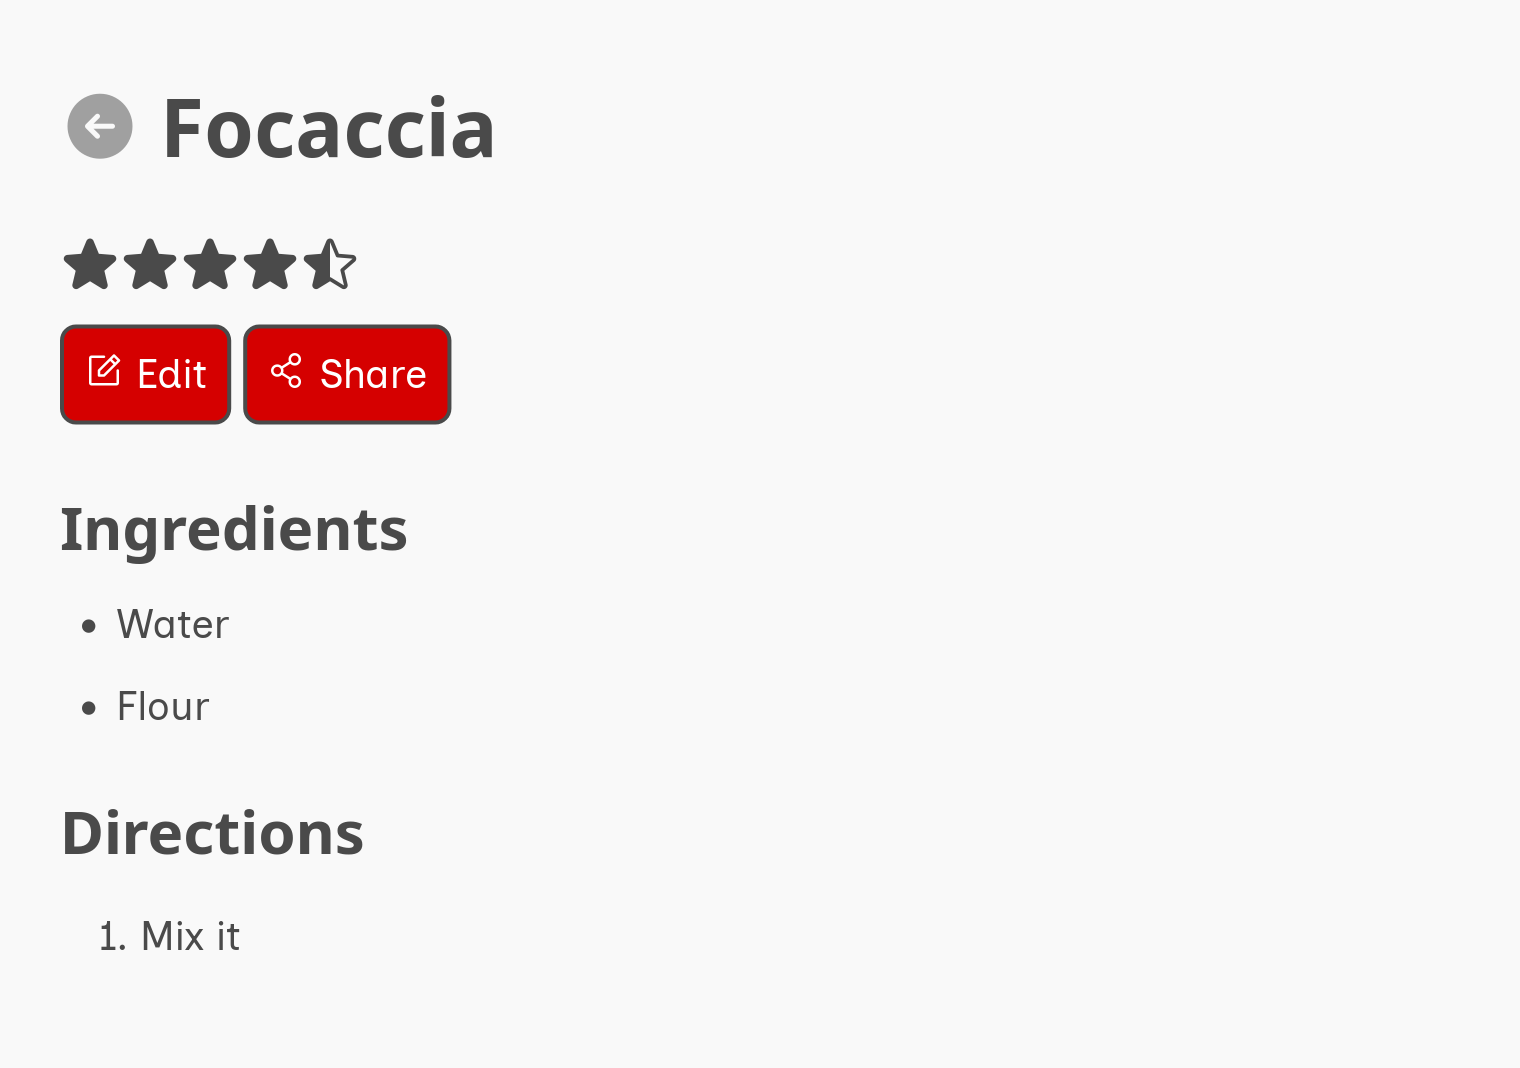 Focaccia
Edit
Share
Ingredients
• Water
• Flour
Directions
1. Mix it